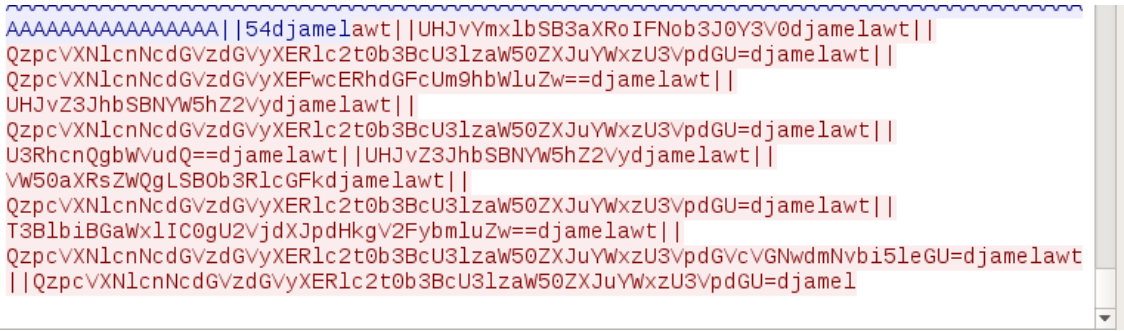 AAAAAAAAAAAAAAAA||54djamelawt||UHJvYmxlbSB3aXRoIFNob3J0Y3V0djamelawt||
QzpcVXNlcnNcdGVzdGVyXERlc2t0b3BcU3lzaW50ZXJuYWxzU3VpdGU=djamelawt||
QzpcVXNlcnNcdGVzdGVyXEFwcERhdGFcUm9hbWluZw==djamelawt||
UHJvZ3JhbSBNYW5hZ2Vydjamelawt||
QzpcVXNlcnNcdGVzdGVyXERlc2t0b3BcU3lzaW50ZXJuYWxzU3VpdGU=djamelawt||
U3RhcnQgbWVudQ==djamelawt||UHJvZ3JhbSBNYW5hZ2Vydjamelawt||
VW50aXRsZWQgLSBOb3RlcGFkdjamelawt||
QzpcVXNlcnNcdGVzdGVyXERlc2t0b3BcU3lzaW50ZXJuYWxzU3VpdGU=djamelawt||
T3BlbiBGaWxlIC0gU2VjdXJpdHkgV2FybmluZw==djamelawt||
QzpcVXNlcnNcdGVzdGVyXERlc2t0b3BcU3lzaW50ZXJuYWxzU3VpdGVcVGNwdmNvbi5leGU=djamelawt
||QzpcVXNlcnNcdGVzdGVyXERlc2t0b3BcU3lzaW50ZXJuYWxzU3VpdGU=djamel